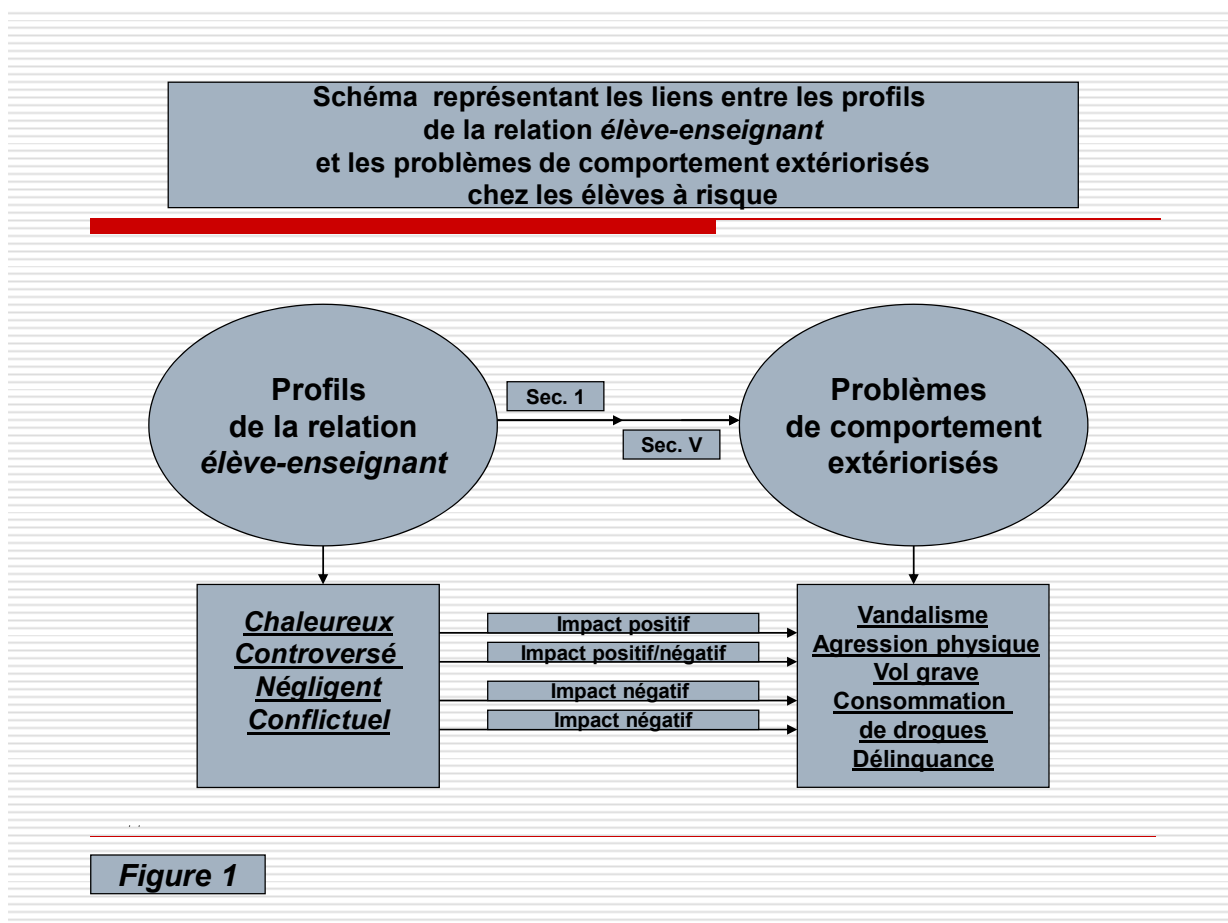 Schéma représentant les liens entre les profils
de la relation élève-enseignant
et les problèmes de comportement extériorisés
chez les élèves à risque
Profils
de la relation
élève-enseignant
Sec. 1
Sec. V
Problèmes
de comportement
extériorisés
Chaleureux
Controversé
Négligent
Conflictuel
Impact positif
Impact positif/négatif
Impact négatif
Impact négatif
Vandalisme
Agression physique
Vol grave
Consommation
de drogues
Délinquance
Figure 1